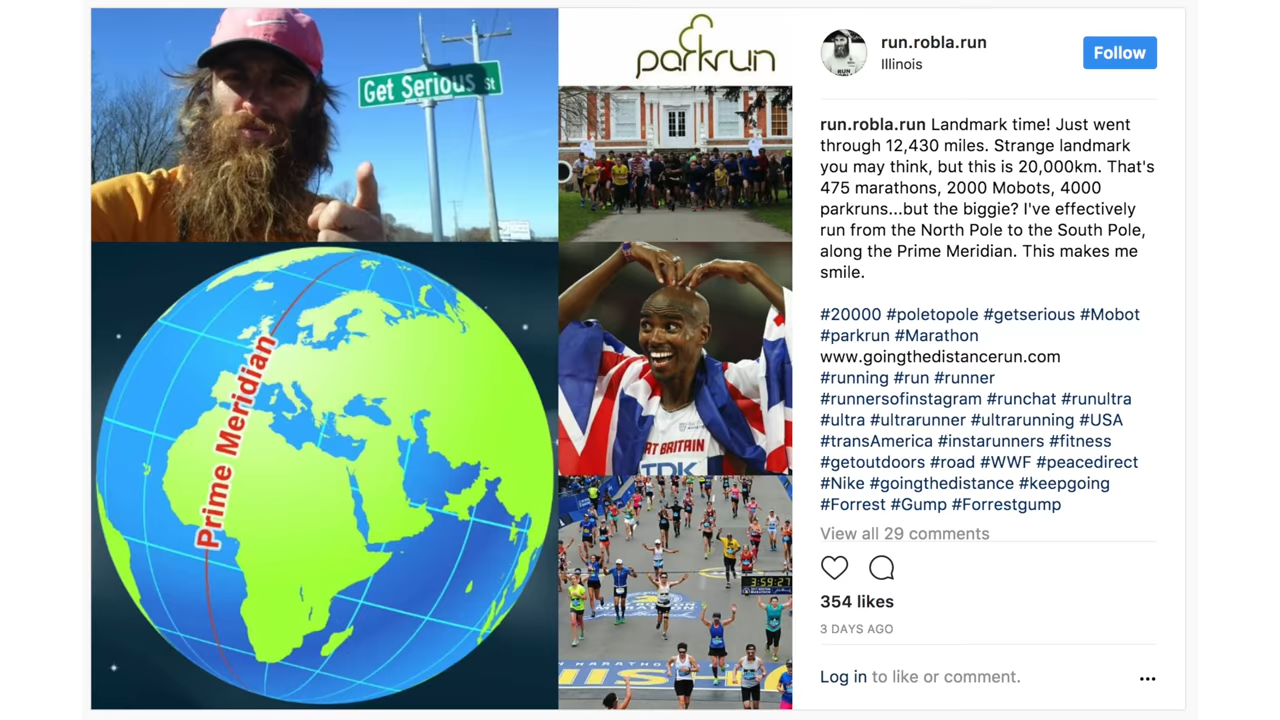 Get Serious St
parkrun
Prime Meridian
RT BRITAIN
TDK
3:59:27
run.robla.run
Illinois
Follow
run.robla.run Landmark time! Just went
through 12,430 miles. Strange landmark
you may think, but this is 20,000km. That's
475 marathons, 2000 Mobots, 4000
parkruns...but the biggie? I've effectively
run from the North Pole to the South Pole,
along the Prime Meridian. This makes me
smile.
#20000 #poletopole #getserious #Mobot
#parkrun #Marathon
www.goingthedistancerun.com
#running #run #runner
#runnersofinstagram #runchat #runultra
#ultra #ultrarunner #ultrarunning #USA
#transAmerica #instarunners #fitness
#getoutdoors #road #WWF #peacedirect
#Nike #goingthedistance #keepgoing
#Forrest #Gump #Forrestgump
View all 29 comments
354 likes
3 DAYS AGO
Log in to like or comment.